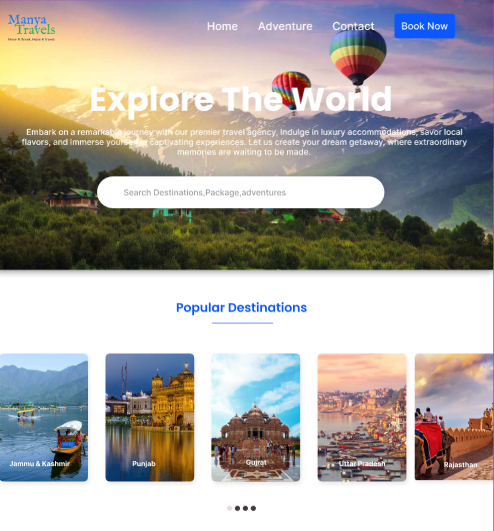 Manya
Travels
Home Adventure Contact Book Now
Explore The World
Embark on a remarkable journey with our premier travel agency, Indulge in luxury accommodations, savor local
flavors, and immerse yourself in captivating experiences. Let us create your dream getaway, where extraordinary
memories are waiting to be made.
Search Destinations,Package,adventures
Popular Destinations
Jammu & Kashmir
Punjab
Gujrat
Uttar Pradesh
Rajasthan